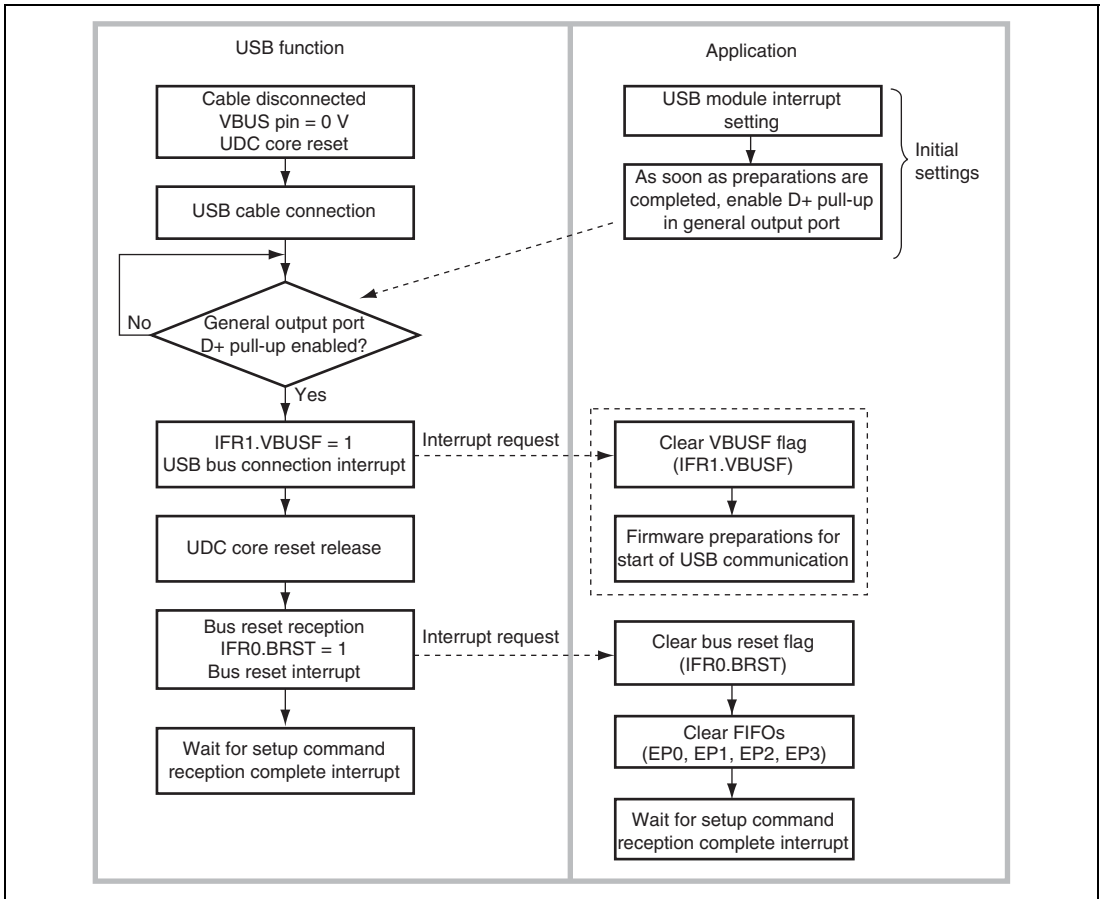 USB function
Cable disconnected
VBUS pin = 0 V
UDC core reset
USB cable connection
No
General output port
D+ pull-up enabled?
Yes
IFR1.VBUSF = 1
USB bus connection interrupt
Interrupt request
UDC core reset release
Bus reset reception
IFR0.BRST = 1
Bus reset interrupt
Interrupt request
Wait for setup command
reception complete interrupt
Application
USB module interrupt
setting
As soon as preparations are
completed, enable D+ pull-up
in general output port
Initial
settings
Clear VBUSF flag
(IFR1.VBUSF)
Firmware preparations for
start of USB communication
Clear bus reset flag
(IFR0.BRST)
Clear FIFOs
(EP0, EP1, EP2, EP3)
Wait for setup command
reception complete interrupt